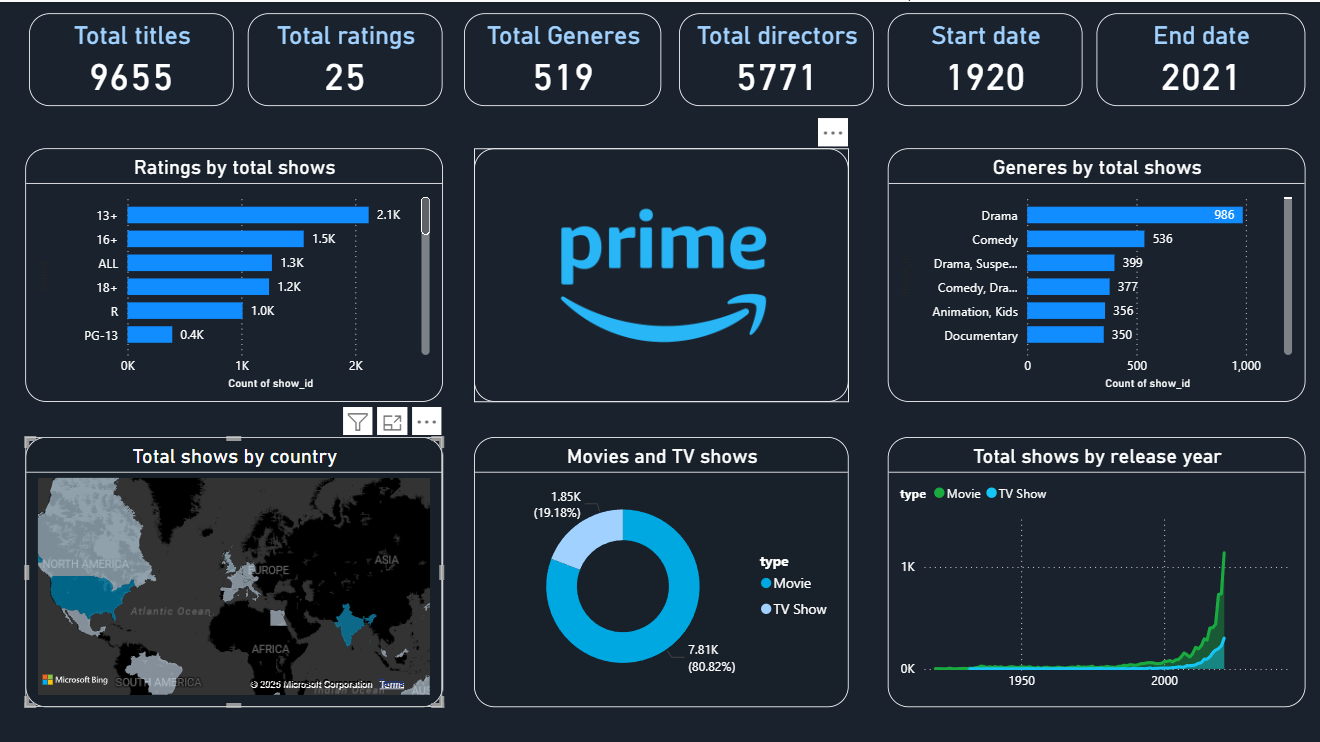 Total titles
9655
Total ratings
25
Total Generes
519
Total directors
5771
Start date
1920
End date
2021
Ratings by total shows
13+
2.1K
16+
1.5K
ALL
1.3K
18+
1.2K
R
1.0K
PG-13
0.4K
0K
1K
2K
Count of show_id
prime
Generes by total shows
Drama
986
Comedy
536
Drama, Suspe...
399
Comedy, Dra...
377
Animation, Kids
356
Documentary
350
0
500
1,000
Count of show_id
Total shows by country
NORTH AMERICA
EUROPE
ASIA
Atlantic Ocean
AFRICA
SOUTH AMERICA
Indian Ocean
AUS
Microsoft Bing
© 2025 Microsoft Corporation
Terms
Movies and TV shows
1.85K
(19.18%)
7.81K
(80.82%)
type
Movie
TV Show
Total shows by release year
type
Movie
TV Show
1K
0K
1950
2000